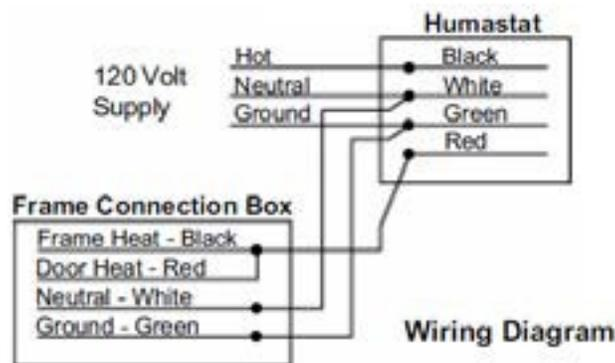 Humastat
120 Volt
Supply
Hot
Neutral
Ground
Black
White
Green
Red
Frame Connection Box
Frame Heat - Black
Door Heat - Red
Neutral - White
Ground - Green
Wiring Diagram